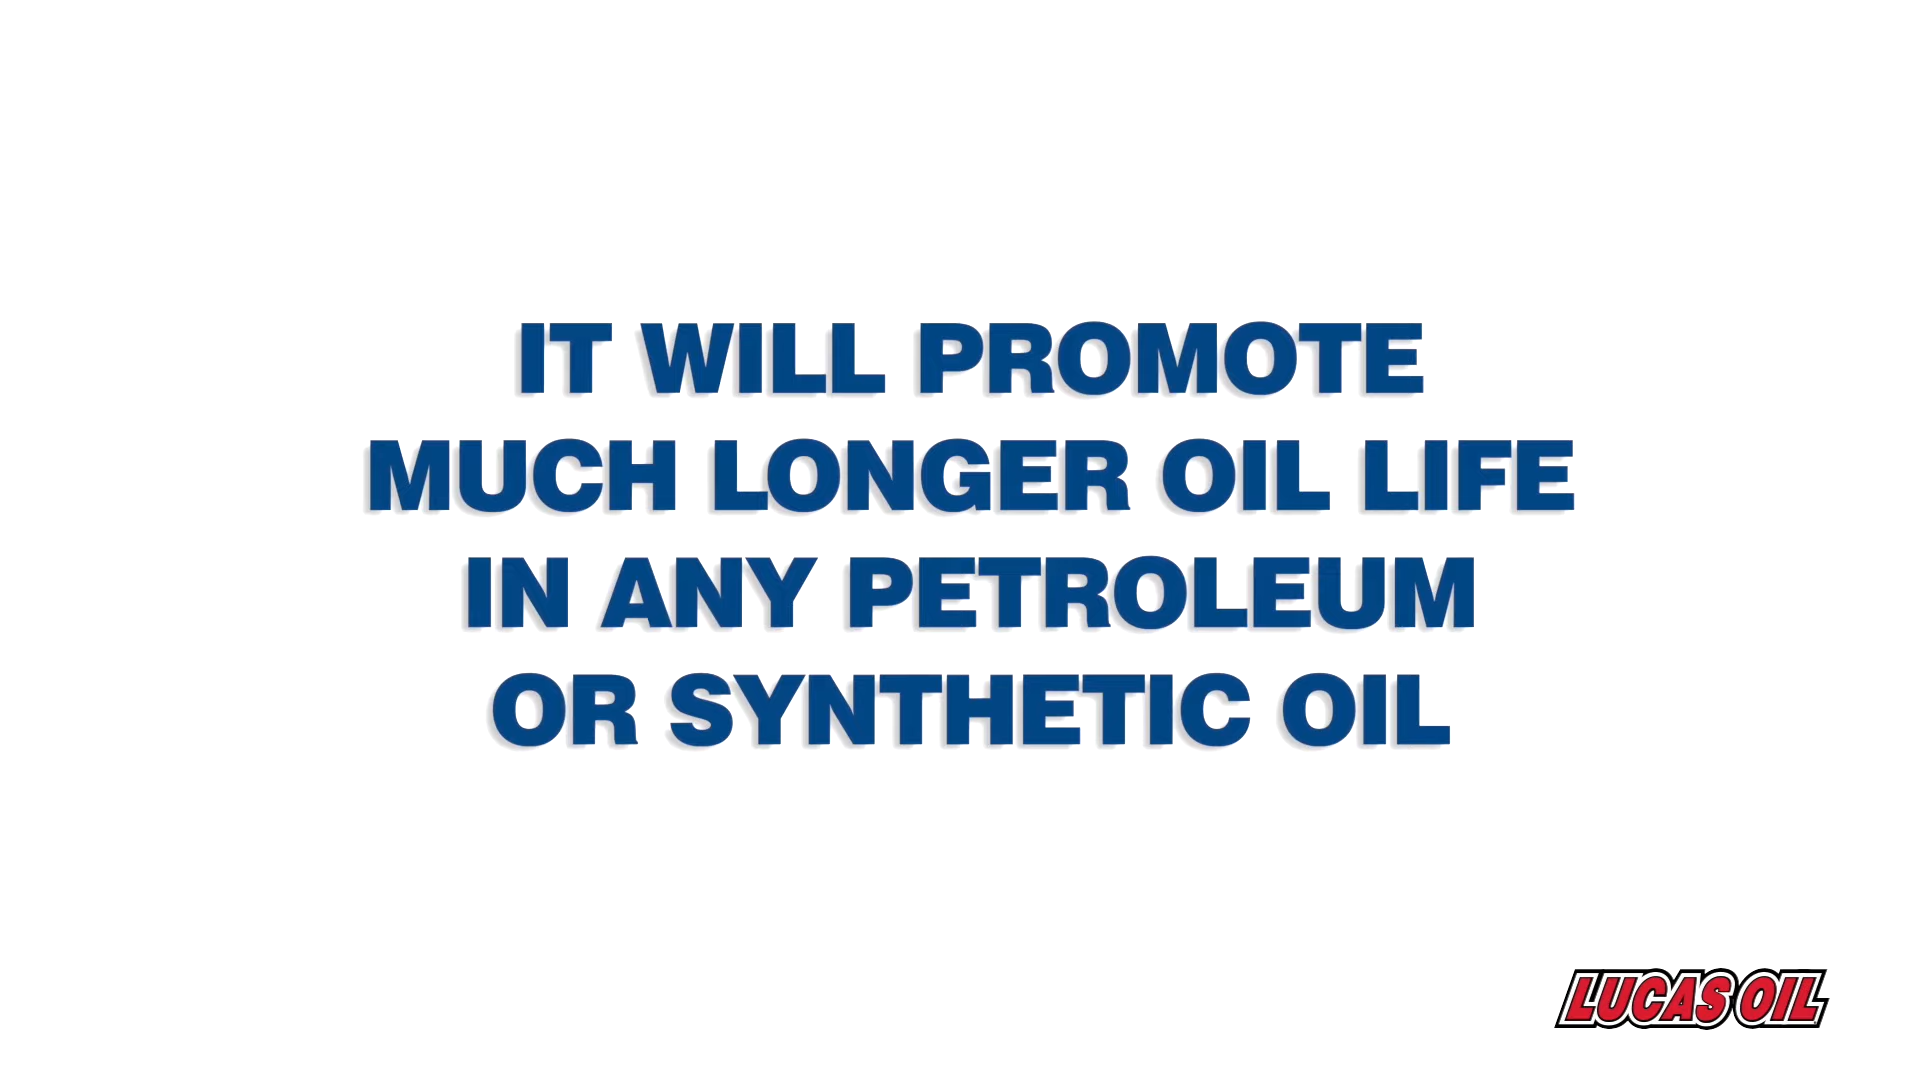 IT WILL PROMOTE
MUCH LONGER OIL LIFE
IN ANY PETROLEUM
OR SYNTHETIC OIL
LUCAS OIL